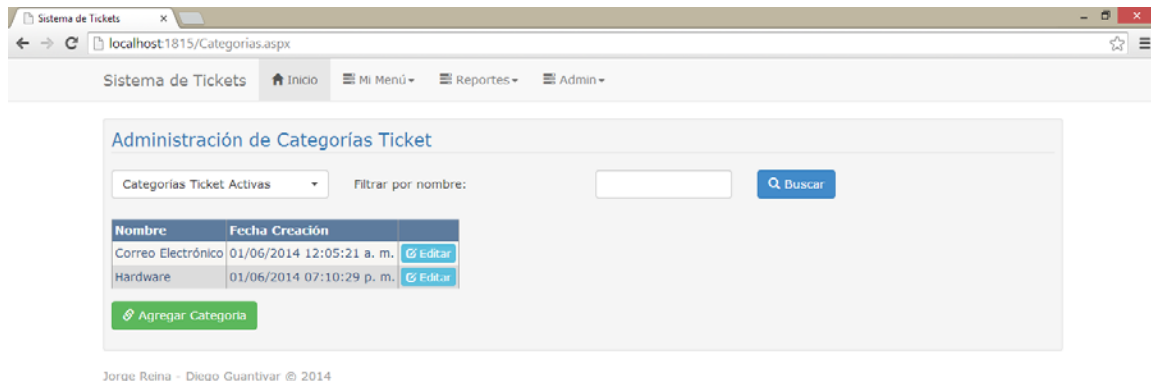 Sistema de Tickets
localhost:1815/Categorias.aspx
Sistema de Tickets Inicio Mi Menú Reportes Admin
Administración de Categorías Ticket
Categorías Ticket Activas Filtrar por nombre: Buscar
Nombre Fecha Creación
Correo Electrónico 01/06/2014 12:05:21 a. m. Editar
Hardware 01/06/2014 07:10:29 p. m. Editar
Agregar Categoria
Jorge Reina - Diego Guantivar © 2014